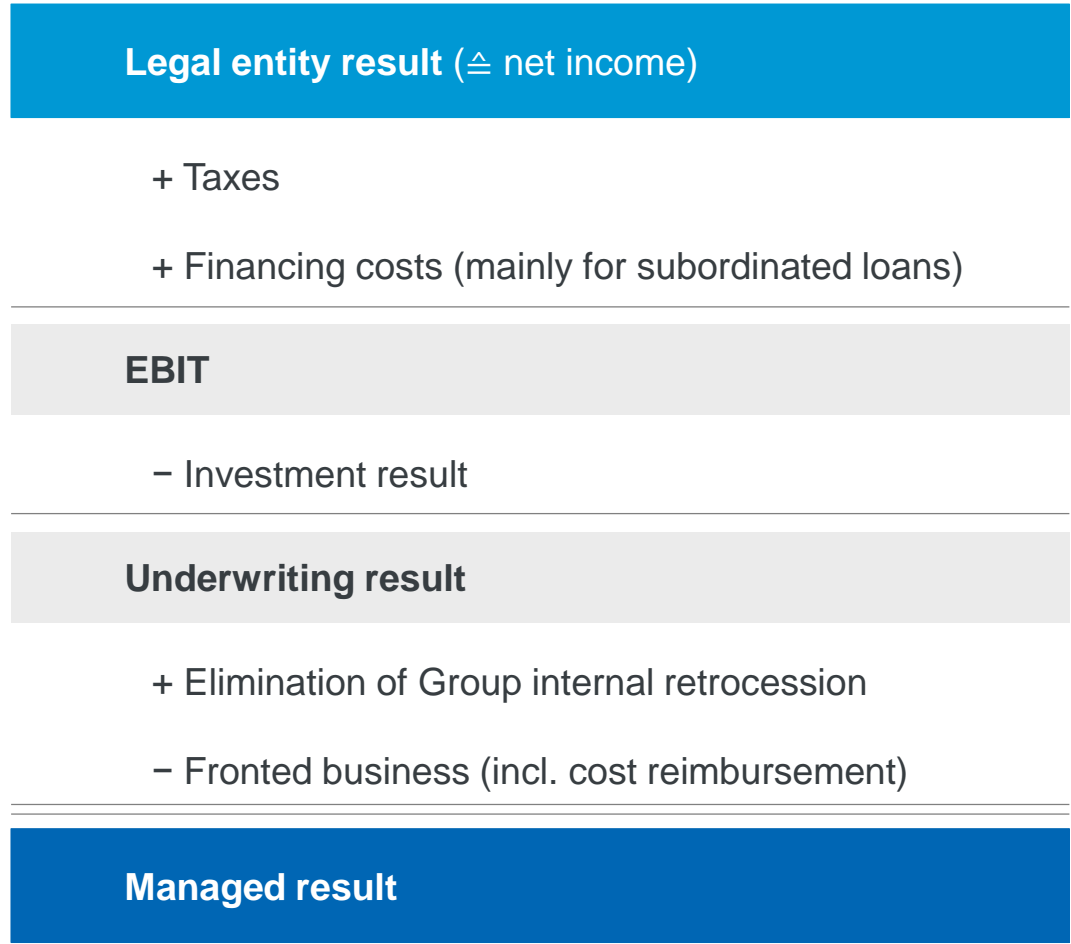 Legal entity result (≙ net income)
+ Taxes
+ Financing costs (mainly for subordinated loans)
EBIT
− Investment result
Underwriting result
+ Elimination of Group internal retrocession
− Fronted business (incl. cost reimbursement)
Managed result